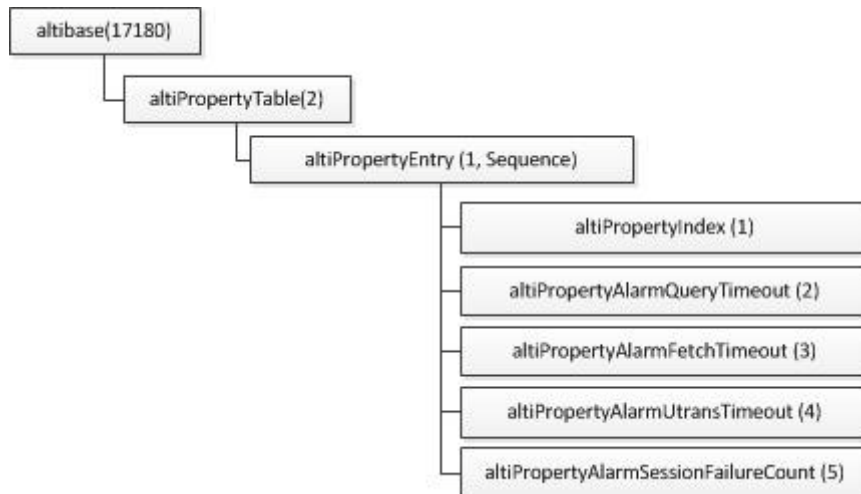 altibase(17180)
altiPropertyTable(2)
altiPropertyEntry (1, Sequence)
altiPropertyIndex (1)
altiPropertyAlarmQueryTimeout (2)
altiPropertyAlarmFetchTimeout (3)
altiPropertyAlarmUtransTimeout (4)
altiPropertyAlarmSessionFailureCount (5)